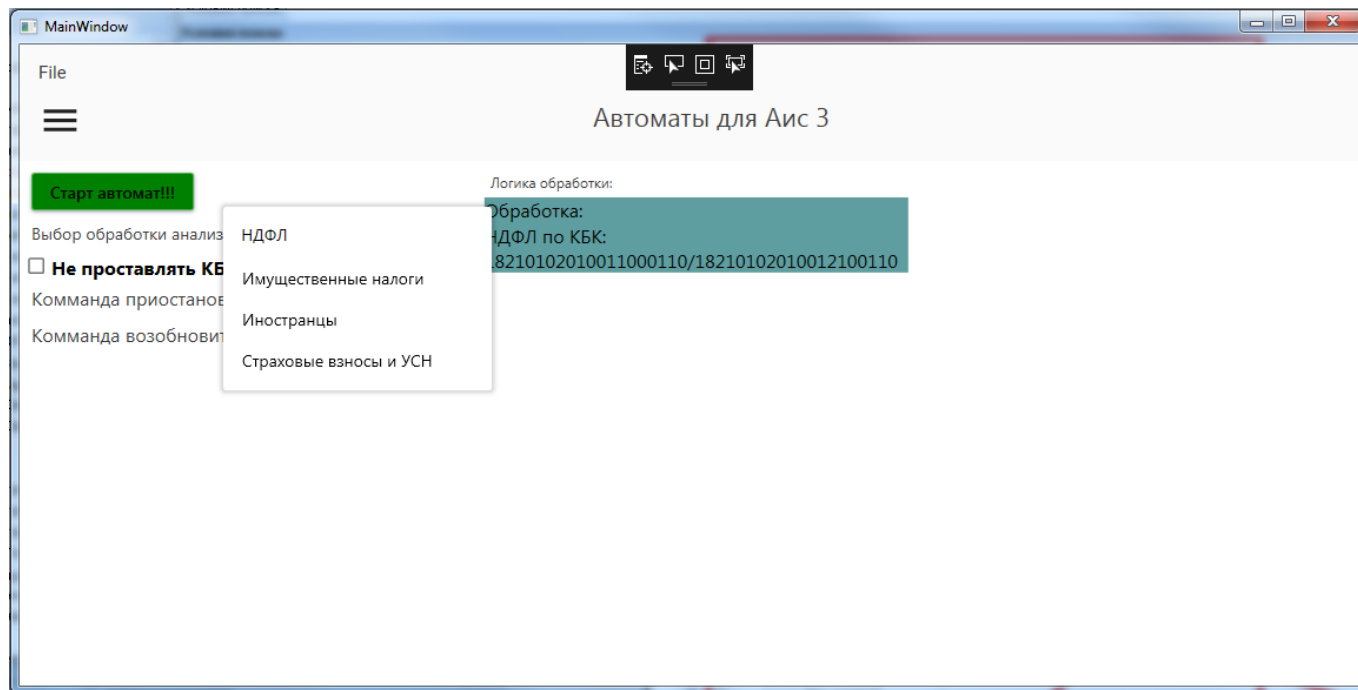 MainWindow
File
Автоматы для Аис 3
Старт автомат!!!
Логика обработки:
Обработка:
НДФЛ по КБК:
18210102010011000110/18210102010012100110
Выбор обработки анализ
Не проставлять КБ
Комманда приостанов
Комманда возобновит
НДФЛ
Имущественные налоги
Иностранцы
Страховые взносы и УСН